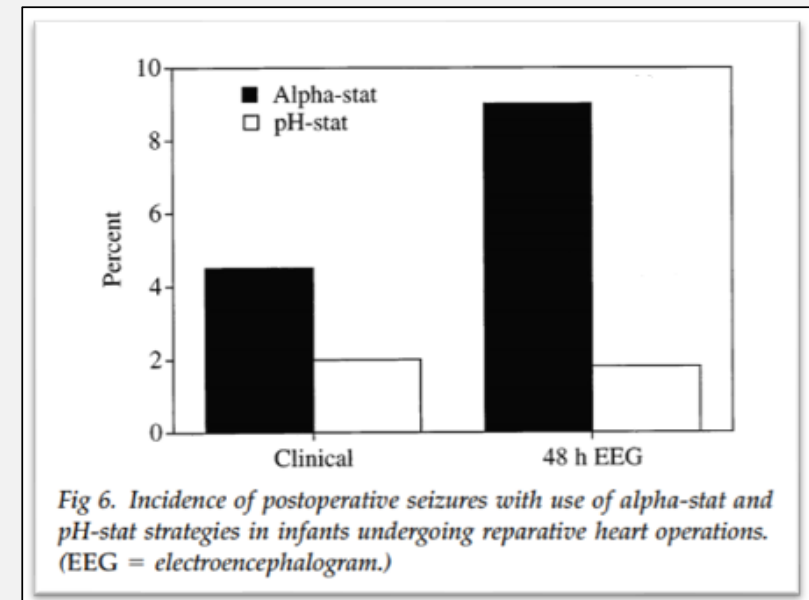 10
Alpha-stat
pH-stat
8
6
Percent
4
2
0
Clinical 48 h EEG
Fig 6. Incidence of postoperative seizures with use of alpha-stat and
pH-stat strategies in infants undergoing reparative heart operations.
(EEG = electroencephalogram.)